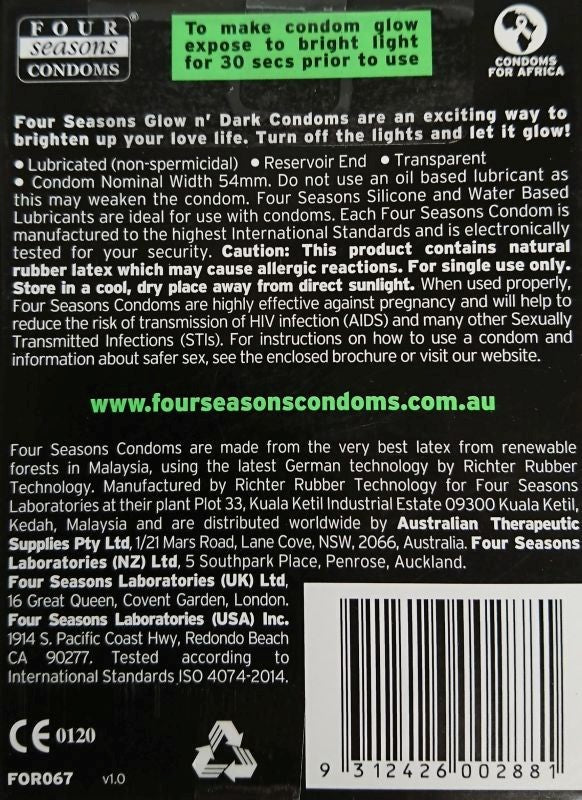 FOUR
seasons®
CONDOMS
To make condom glow
expose to bright light
for 30 secs prior to use
CONDOMS
FOR AFRICA
Four Seasons Glow n' Dark Condoms are an exciting way to
brighten up your love life. Turn off the lights and let it glow!
• Lubricated (non-spermicidal) • Reservoir End • Transparent
• Condom Nominal Width 54mm. Do not use an oil based lubricant as
this may weaken the condom. Four Seasons Silicone and Water Based
Lubricants are ideal for use with condoms. Each Four Seasons Condom is
manufactured to the highest International Standards and is electronically
tested for your security. Caution: This product contains natural
rubber latex which may cause allergic reactions. For single use only.
Store in a cool, dry place away from direct sunlight. When used properly,
Four Seasons Condoms are highly effective against pregnancy and will help to
reduce the risk of transmission of HIV infection (AIDS) and many other Sexually
Transmitted Infections (STIs). For instructions on how to use a condom and
information about safer sex, see the enclosed brochure or visit our website.
www.fourseasonscondoms.com.au
Four Seasons Condoms are made from the very best latex from renewable
forests in Malaysia, using the latest German technology by Richter Rubber
Technology. Manufactured by Richter Rubber Technology for Four Seasons
Laboratories at their plant Plot 33, Kuala Ketil Industrial Estate 09300 Kuala Ketil,
Kedah, Malaysia and are distributed worldwide by Australian Therapeutic
Supplies Pty Ltd, 1/21 Mars Road, Lane Cove, NSW, 2066, Australia. Four Seasons
Laboratories (NZ) Ltd, 5 Southpark Place, Penrose, Auckland.
Four Seasons Laboratories (UK) Ltd,
16 Great Queen, Covent Garden, London.
Four Seasons Laboratories (USA) Inc.
1914 S. Pacific Coast Hwy, Redondo Beach
CA 90277. Tested according to
International Standards ISO 4074-2014.
CE 0120
FOR067 v1.0
9 312426 002881